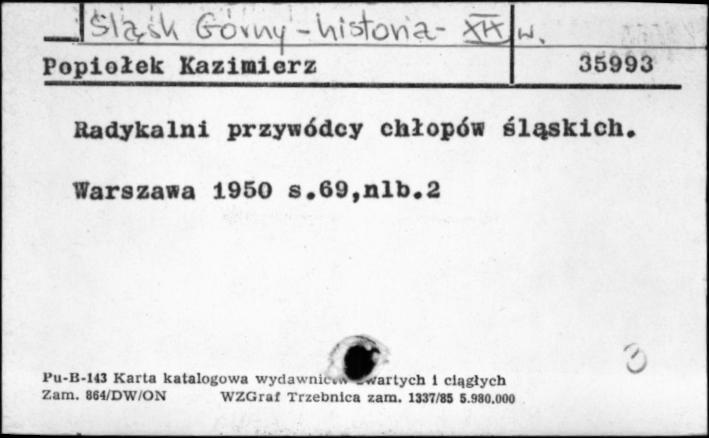 Śląsk Górny - historia - XIX w.
Popiołek Kazimierz 35993
Radykalni przywódcy chłopów śląskich.
Warszawa 1950 s.69,nlb.2
3
Pu-B-143 Karta katalogowa wydawnictw zwartych i ciągłych
Zam. 864/DW/ON WZGraf Trzebnica zam. 1337/85 5.980.000